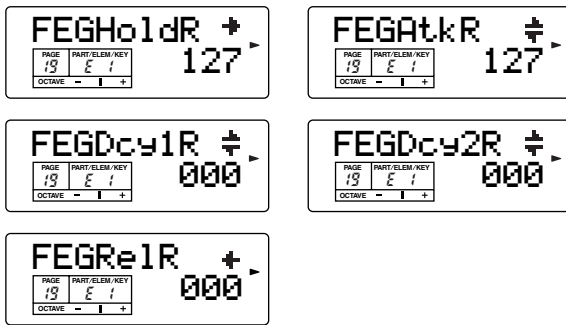 FEGHoldR
PAGE PART/ELEM/KEY
19 E 1 127
OCTAVE − +
FEGAtkR
PAGE PART/ELEM/KEY
19 E 1 127
OCTAVE − +
FEGDcy1R
PAGE PART/ELEM/KEY
19 E 1 000
OCTAVE − +
FEGDcy2R
PAGE PART/ELEM/KEY
19 E 1 000
OCTAVE − +
FEGRelR
PAGE PART/ELEM/KEY
19 E 1 000
OCTAVE − +